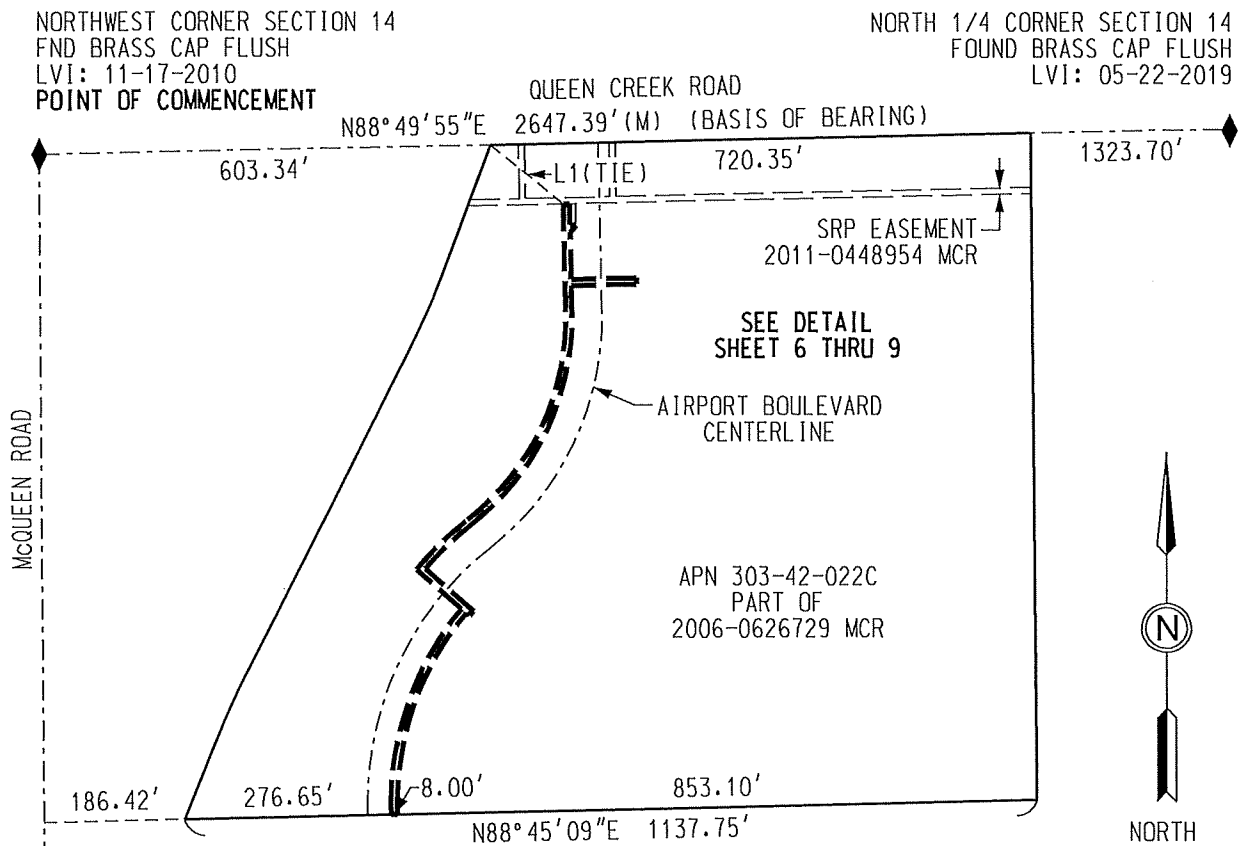 NORTHWEST CORNER SECTION 14
FND BRASS CAP FLUSH
LVI: 11-17-2010
POINT OF COMMENCEMENT
NORTH 1/4 CORNER SECTION 14
FOUND BRASS CAP FLUSH
LVI: 05-22-2019
QUEEN CREEK ROAD
N88°49'55"E 2647.39'(M) (BASIS OF BEARING)
603.34'
L1(TIE)
720.35'
1323.70'
SRP EASEMENT
2011-0448954 MCR
SEE DETAIL
SHEET 6 THRU 9
AIRPORT BOULEVARD
CENTERLINE
McQUEEN ROAD
APN 303-42-022C
PART OF
2006-0626729 MCR
N
186.42'
276.65'
8.00'
853.10'
N88°45'09"E 1137.75'
NORTH